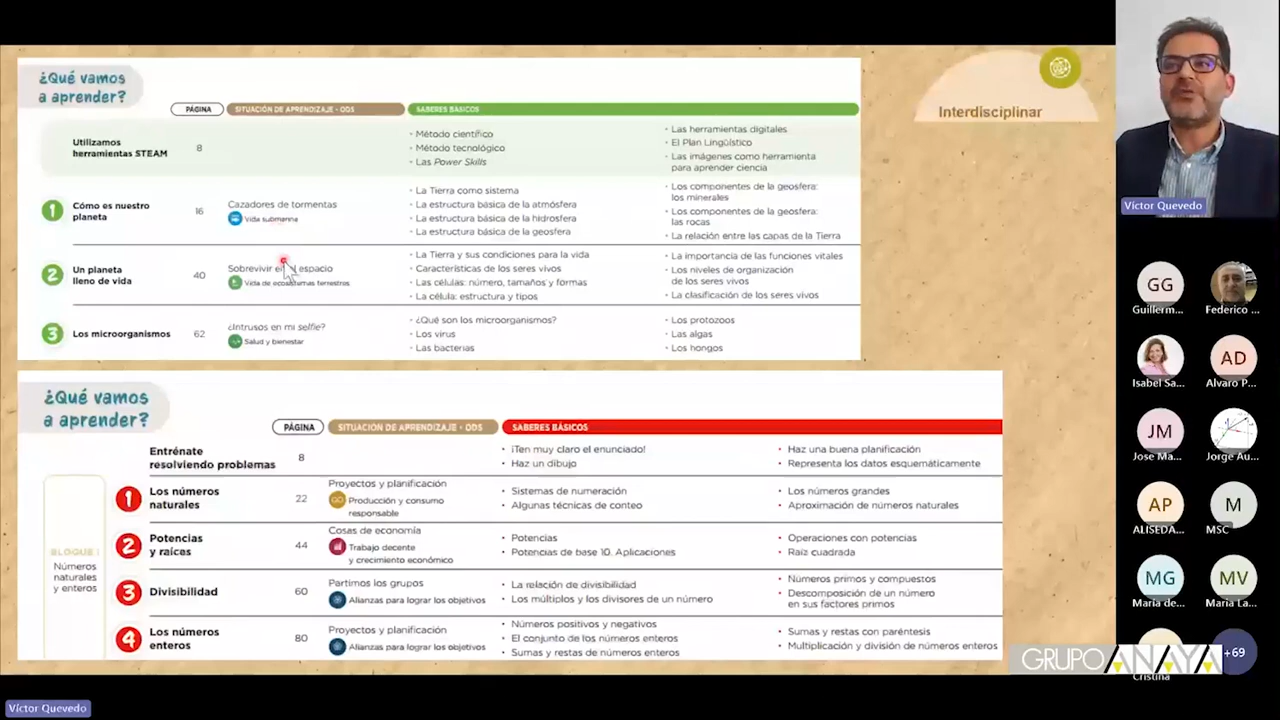 ¿Qué vamos
a aprender?
PÁGINA
SITUACIÓN DE APRENDIZAJE - ODS
SABERES BÁSICOS
Utilizamos
herramientas STEAM
8
• Método científico
• Método tecnológico
• Las Power Skills
• Las herramientas digitales
• El Plan Lingüístico
• Las imágenes como herramienta
para aprender ciencia
1
Cómo es nuestro
planeta
16
Cazadores de tormentas
Vida submarina
• La Tierra como sistema
• La estructura básica de la atmósfera
• La estructura básica de la hidrosfera
• La estructura básica de la geosfera
• Los componentes de la geosfera:
los minerales
• Los componentes de la geosfera:
las rocas
• La relación entre las capas de la Tierra
2
Un planeta
lleno de vida
40
Sobrevivir en el espacio
Vida de ecosistemas terrestres
• La Tierra y sus condiciones para la vida
• Características de los seres vivos
• Las células: número, tamaños y formas
• La célula: estructura y tipos
• La importancia de las funciones vitales
• Los niveles de organización
de los seres vivos
• La clasificación de los seres vivos
3
Los microorganismos
62
¿Intrusos en mi selfie?
Salud y bienestar
• ¿Qué son los microorganismos?
• Los virus
• Las bacterias
• Los protozoos
• Las algas
• Los hongos
Interdisciplinar
¿Qué vamos
a aprender?
PÁGINA
SITUACIÓN DE APRENDIZAJE - ODS
SABERES BÁSICOS
Entrénate
resolviendo problemas
8
• ¡Ten muy claro el enunciado!
• Haz un dibujo
• Haz una buena planificación
• Representa los datos esquemáticamente
BLOQUE I
Números
naturales
y enteros
1
Los números
naturales
22
Proyectos y planificación
Producción y consumo
responsable
• Sistemas de numeración
• Algunas técnicas de conteo
• Los números grandes
• Aproximación de números naturales
2
Potencias
y raíces
44
Cosas de economía
Trabajo decente
y crecimiento económico
• Potencias
• Potencias de base 10. Aplicaciones
• Operaciones con potencias
• Raíz cuadrada
3
Divisibilidad
60
Partimos los grupos
Alianzas para lograr los objetivos
• La relación de divisibilidad
• Los múltiplos y los divisores de un número
• Números primos y compuestos
• Descomposición de un número
en sus factores primos
4
Los números
enteros
80
Proyectos y planificación
Alianzas para lograr los objetivos
• Números positivos y negativos
• El conjunto de los números enteros
• Sumas y restas de números enteros
• Sumas y restas con paréntesis
• Multiplicación y división de números enteros
Víctor Quevedo
GG
Guillerm...
Federico ...
Isabel Sa...
AD
Alvaro P...
JM
Jose Ma...
Jorge Au...
AP
ALISEDA...
M
MSC
MG
Maria de...
MV
Maria La...
Cristina
+69
GRUPO ANAYA
Víctor Quevedo